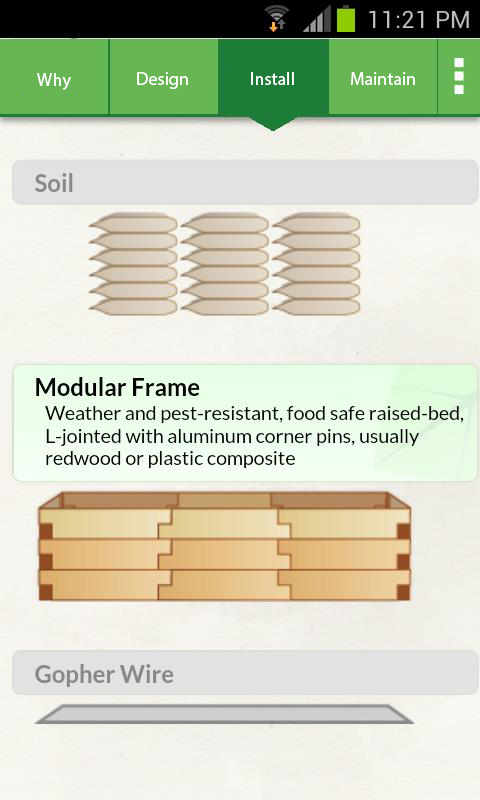 11:21 PM
Why
Design
Install
Maintain
Soil
Modular Frame
Weather and pest-resistant, food safe raised-bed,
L-jointed with aluminum corner pins, usually
redwood or plastic composite
Gopher Wire